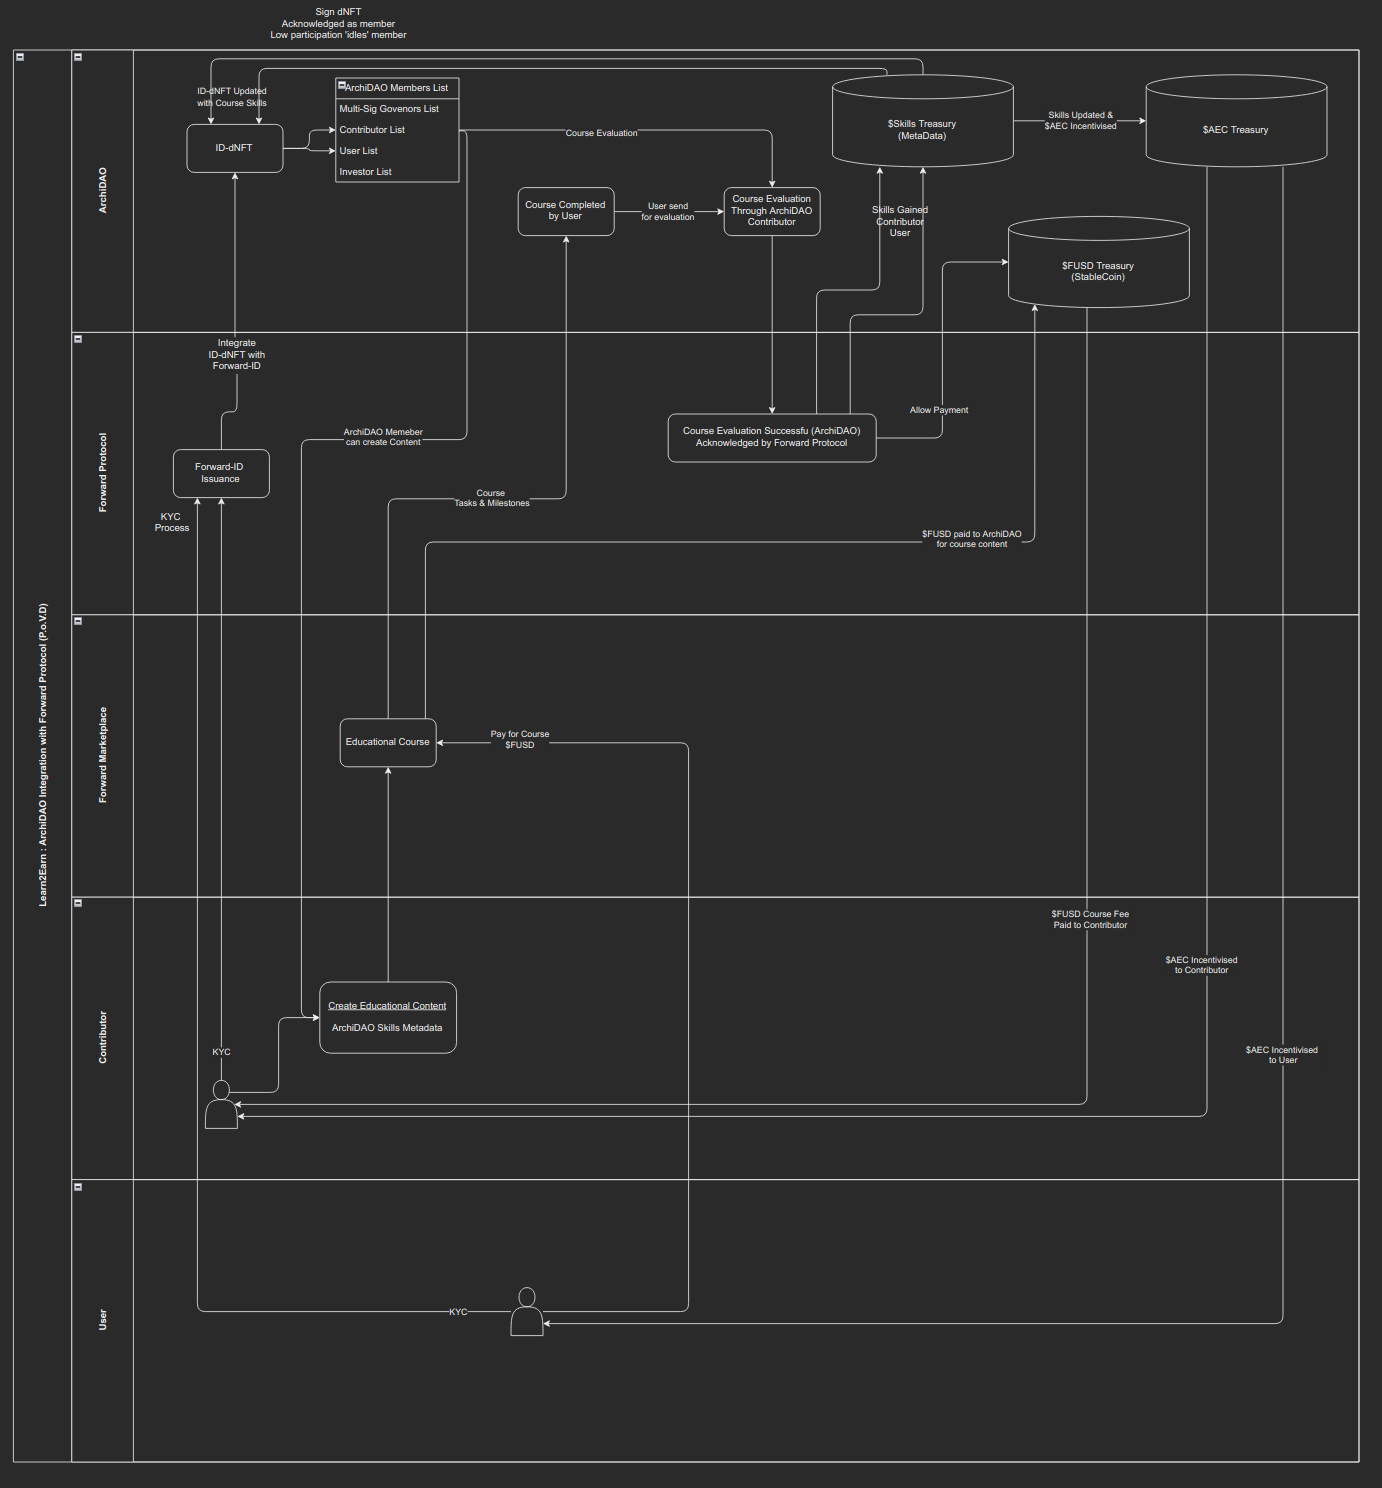 Sign dNFT
Acknowledged as member
Low participation 'idles' member
Learn2Earn : ArchiDAO Integration with Forward Protocol (P.o.V.D)
ArchiDAO
ID-dNFT Updated
with Course Skills
ID-dNFT
ArchiDAO Members List
Multi-Sig Govenors List
Contributor List
User List
Investor List
Course Evaluation
Course Completed
by User
User send
for evaluation
Course Evaluation
Through ArchiDAO
Contributor
$Skills Treasury
(MetaData)
Skills Updated &
$AEC Incentivised
$AEC Treasury
Skills Gained
Contributor
User
$FUSD Treasury
(StableCoin)
Forward Protocol
Integrate
ID-dNFT with
Forward-ID
Forward-ID
Issuance
KYC
Process
ArchiDAO Memeber
can create Content
Course
Tasks & Milestones
Course Evaluation Successfu (ArchiDAO)
Acknowledged by Forward Protocol
Allow Payment
$FUSD paid to ArchiDAO
for course content
Forward Marketplace
Educational Course
Pay for Course
$FUSD
Contributor
$FUSD Course Fee
Paid to Contributor
$AEC Incentivised
to Contributor
Create Educational Content
ArchiDAO Skills Metadata
KYC
$AEC Incentivised
to User
User
KYC